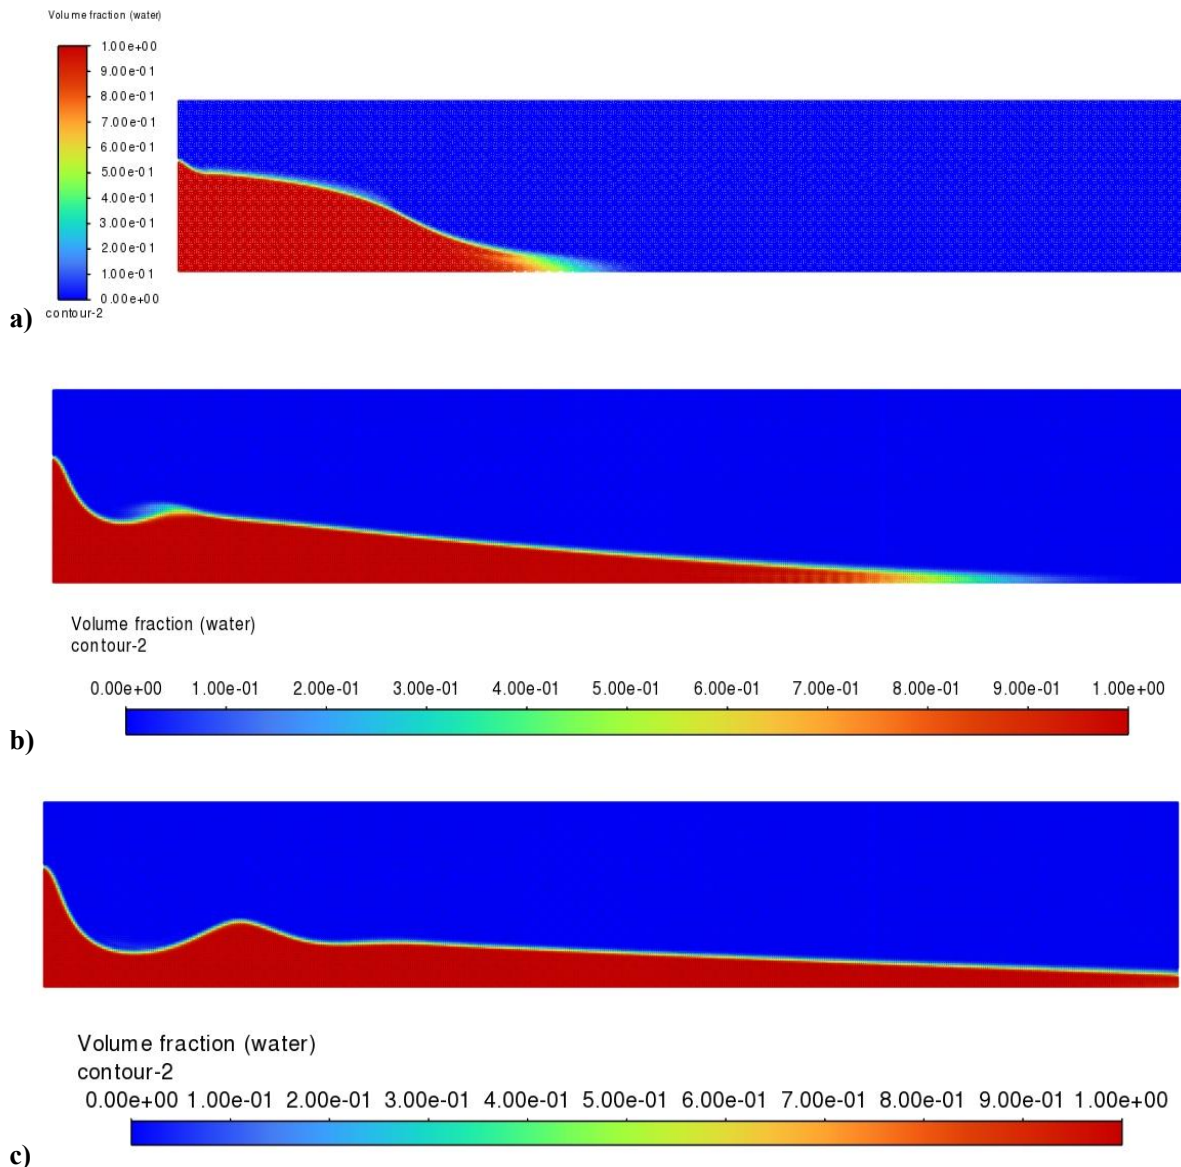 Volume fraction (water)
1.00e+00
9.00e-01
8.00e-01
7.00e-01
6.00e-01
5.00e-01
4.00e-01
3.00e-01
2.00e-01
1.00e-01
0.00e+00
a) contour-2
Volume fraction (water)
contour-2
0.00e+00 1.00e-01 2.00e-01 3.00e-01 4.00e-01 5.00e-01 6.00e-01 7.00e-01 8.00e-01 9.00e-01 1.00e+00
b)
Volume fraction (water)
contour-2
0.00e+00 1.00e-01 2.00e-01 3.00e-01 4.00e-01 5.00e-01 6.00e-01 7.00e-01 8.00e-01 9.00e-01 1.00e+00
c)